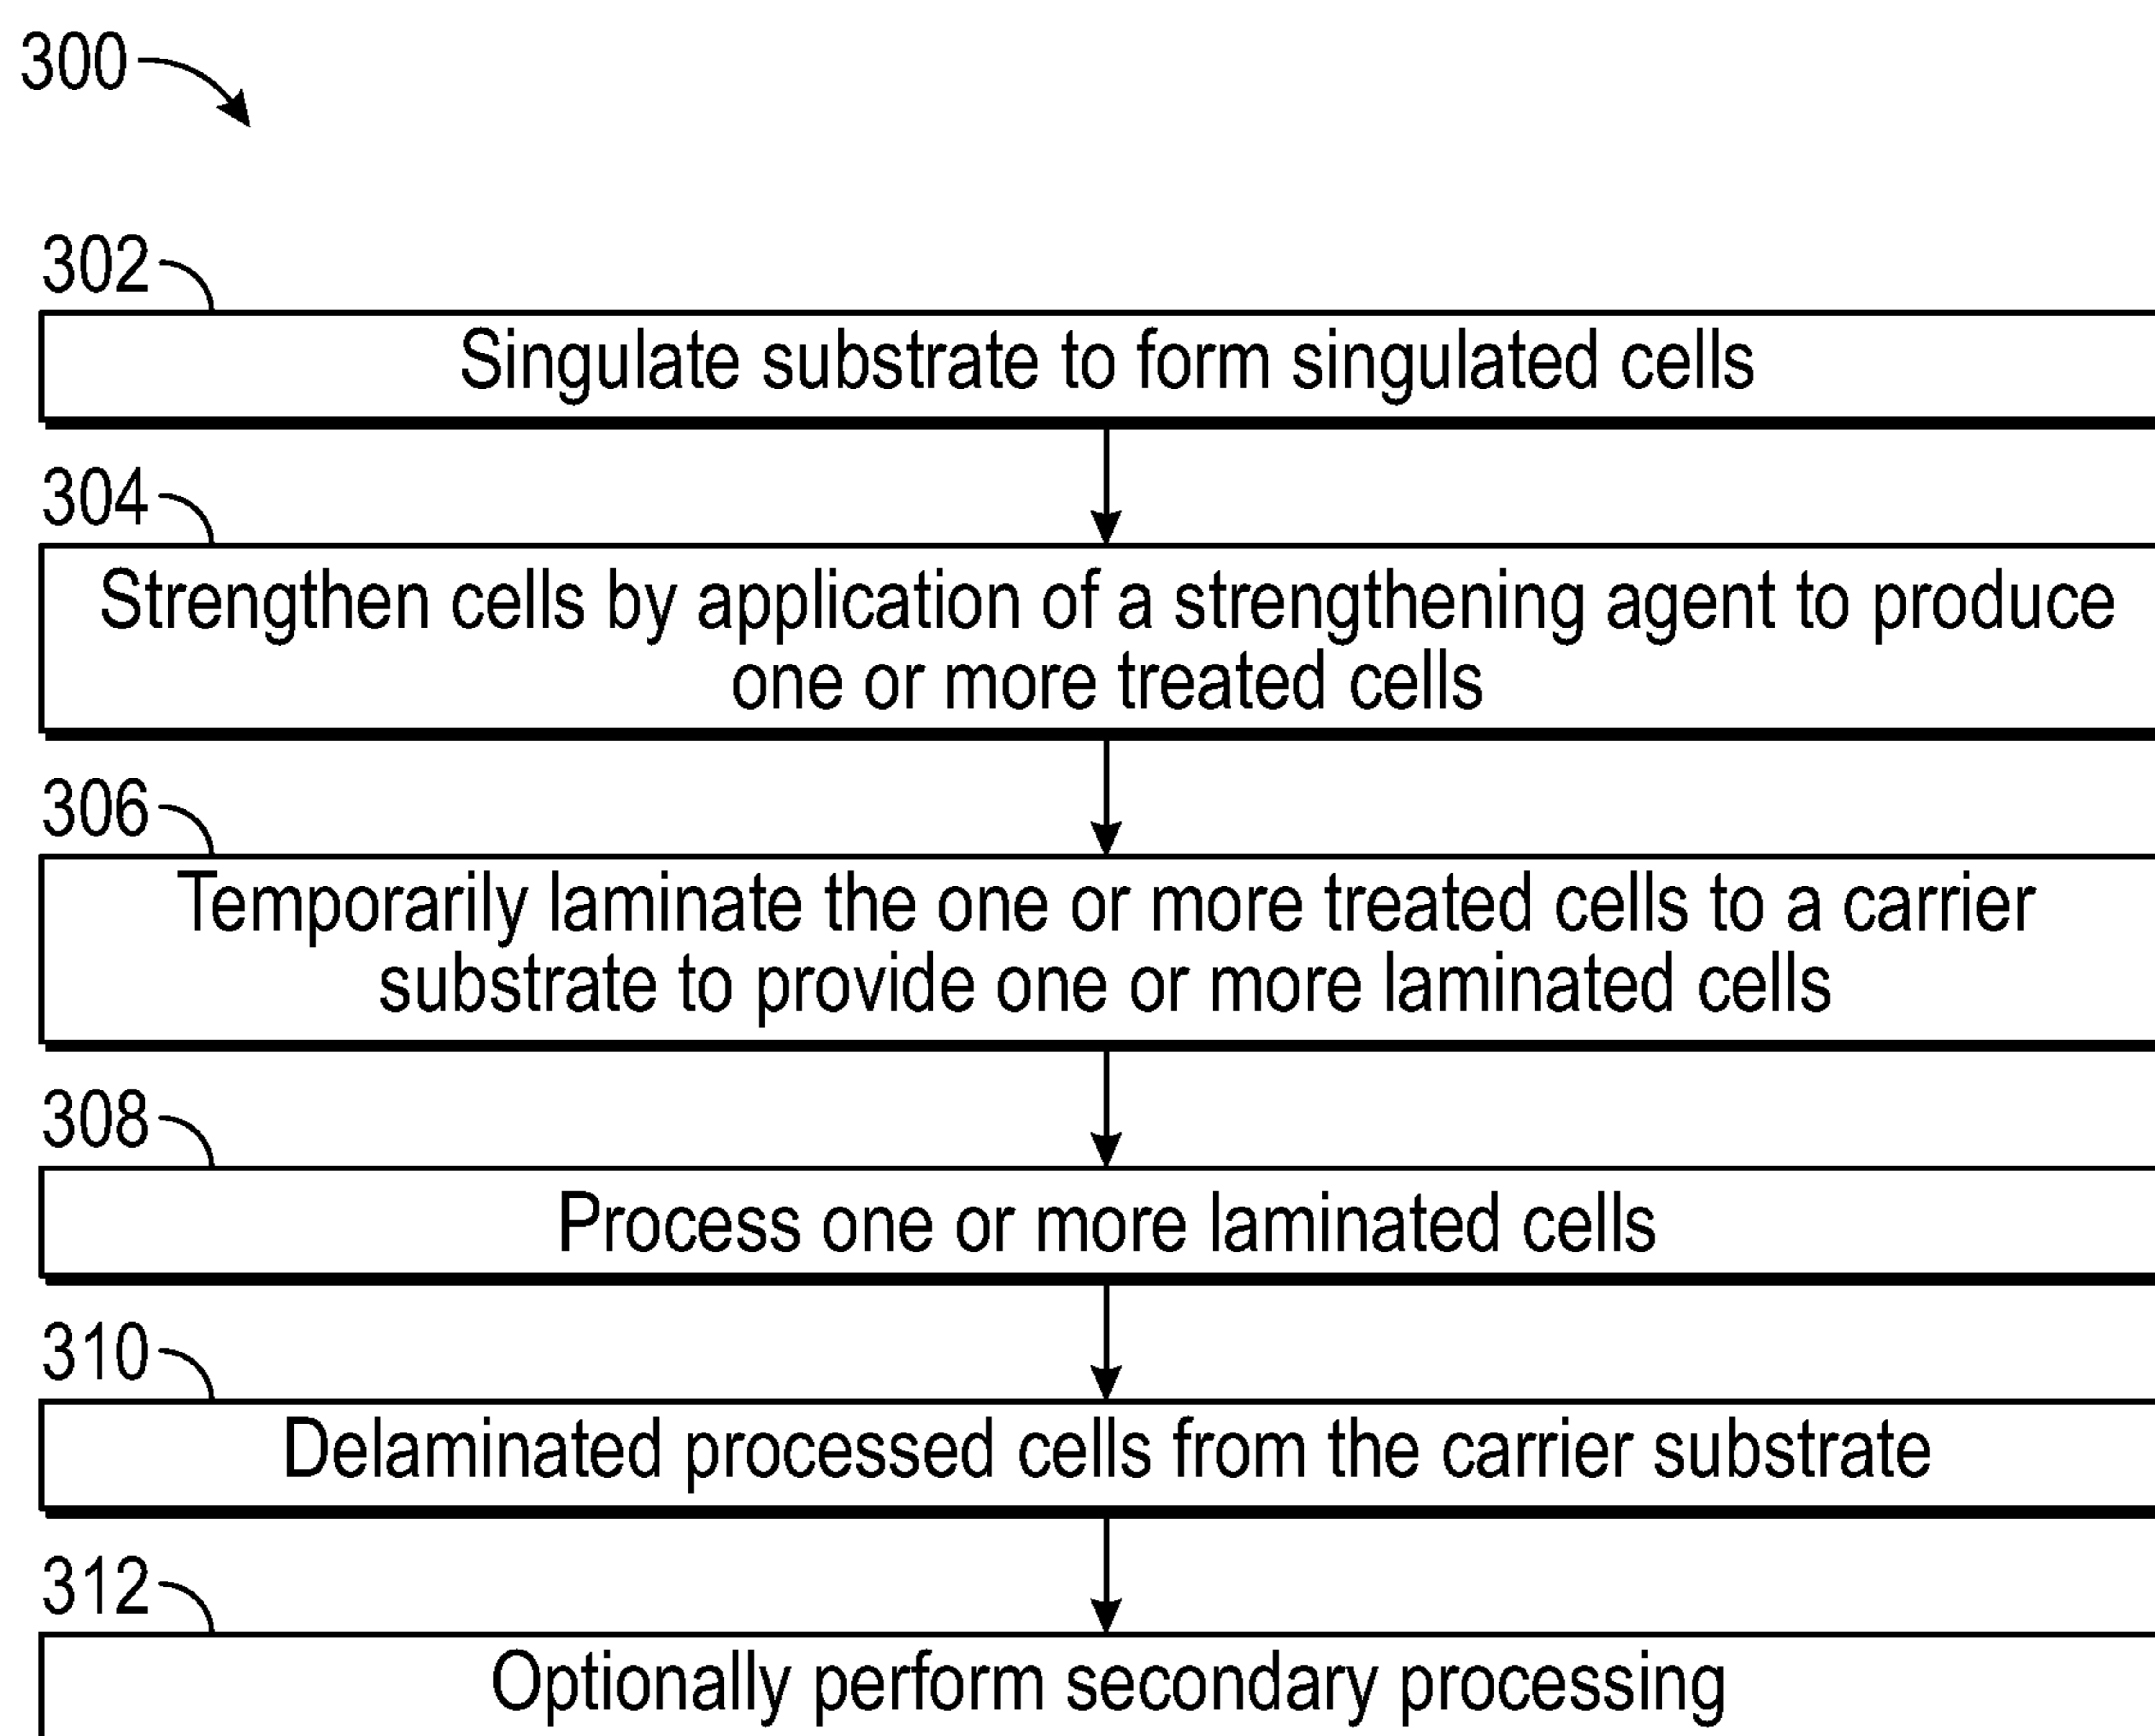 300
302
Singulate substrate to form singulated cells
304
Strengthen cells by application of a strengthening agent to produce
one or more treated cells
306
Temporarily laminate the one or more treated cells to a carrier
substrate to provide one or more laminated cells
308
Process one or more laminated cells
310
Delaminated processed cells from the carrier substrate
312
Optionally perform secondary processing